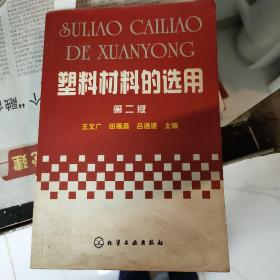 SULIAO CAILIAO
DE XUANYONG
塑料材料的选用
第二版
王文广 田雁晨 吕通建 主编
化学工业出版社